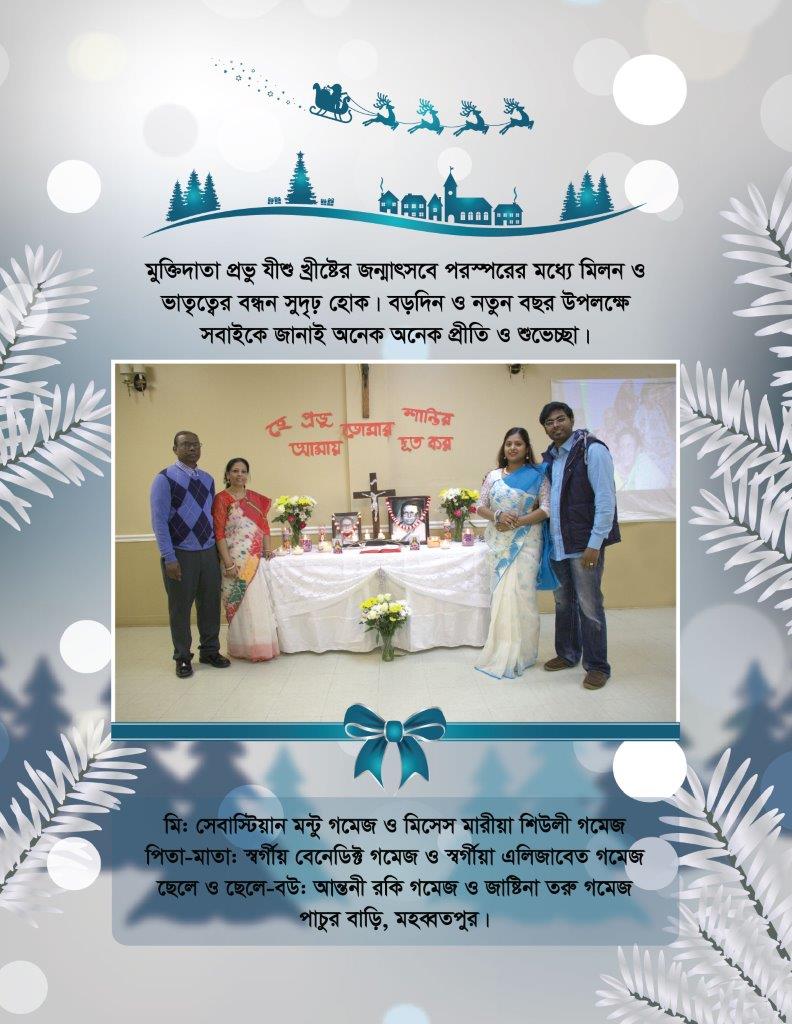 মুক্তিদাতা প্রভু যীশু খ্রীষ্টের জন্মোৎসবে পরস্পরের মধ্যে মিলন ও
ভাতৃত্বের বন্ধন সুদৃঢ় হোক। বড়দিন ও নতুন বছর উপলক্ষে
সবাইকে জানাই অনেক অনেক প্রীতি ও শুভেচ্ছা।
হে প্রভু তোমার শান্তির
আমায় দূত কর
মি: সেবাস্টিয়ান মন্টু গমেজ ও মিসেস মারীয়া শিউলী গমেজ
পিতা-মাতা: স্বর্গীয় বেনেডিক্ট গমেজ ও স্বর্গীয়া এলিজাবেত গমেজ
ছেলে ও ছেলে-বউ: আন্তনী রকি গমেজ ও জাষ্টিনা তরু গমেজ
পাচুর বাড়ি, মহব্বতপুর।